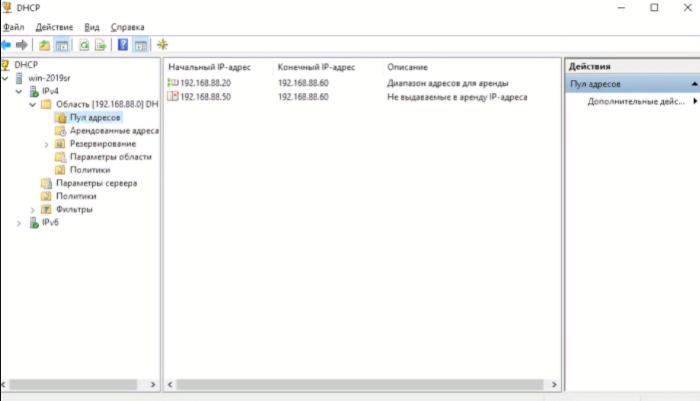 DHCP
Файл Действие Вид Справка
DHCP
win-2019sr
IPv4
Область [192.168.88.0] DH
Пул адресов
Арендованные адреса
Резервирование
Параметры области
Политики
Параметры сервера
Политики
Фильтры
IPv6
Начальный IP-адрес Конечный IP-адрес Описание
192.168.88.20 192.168.88.60 Диапазон адресов для аренды
192.168.88.50 192.168.88.60 Не выдаваемые в аренду IP-адреса
Действия
Пул адресов
Дополнительные дейс...